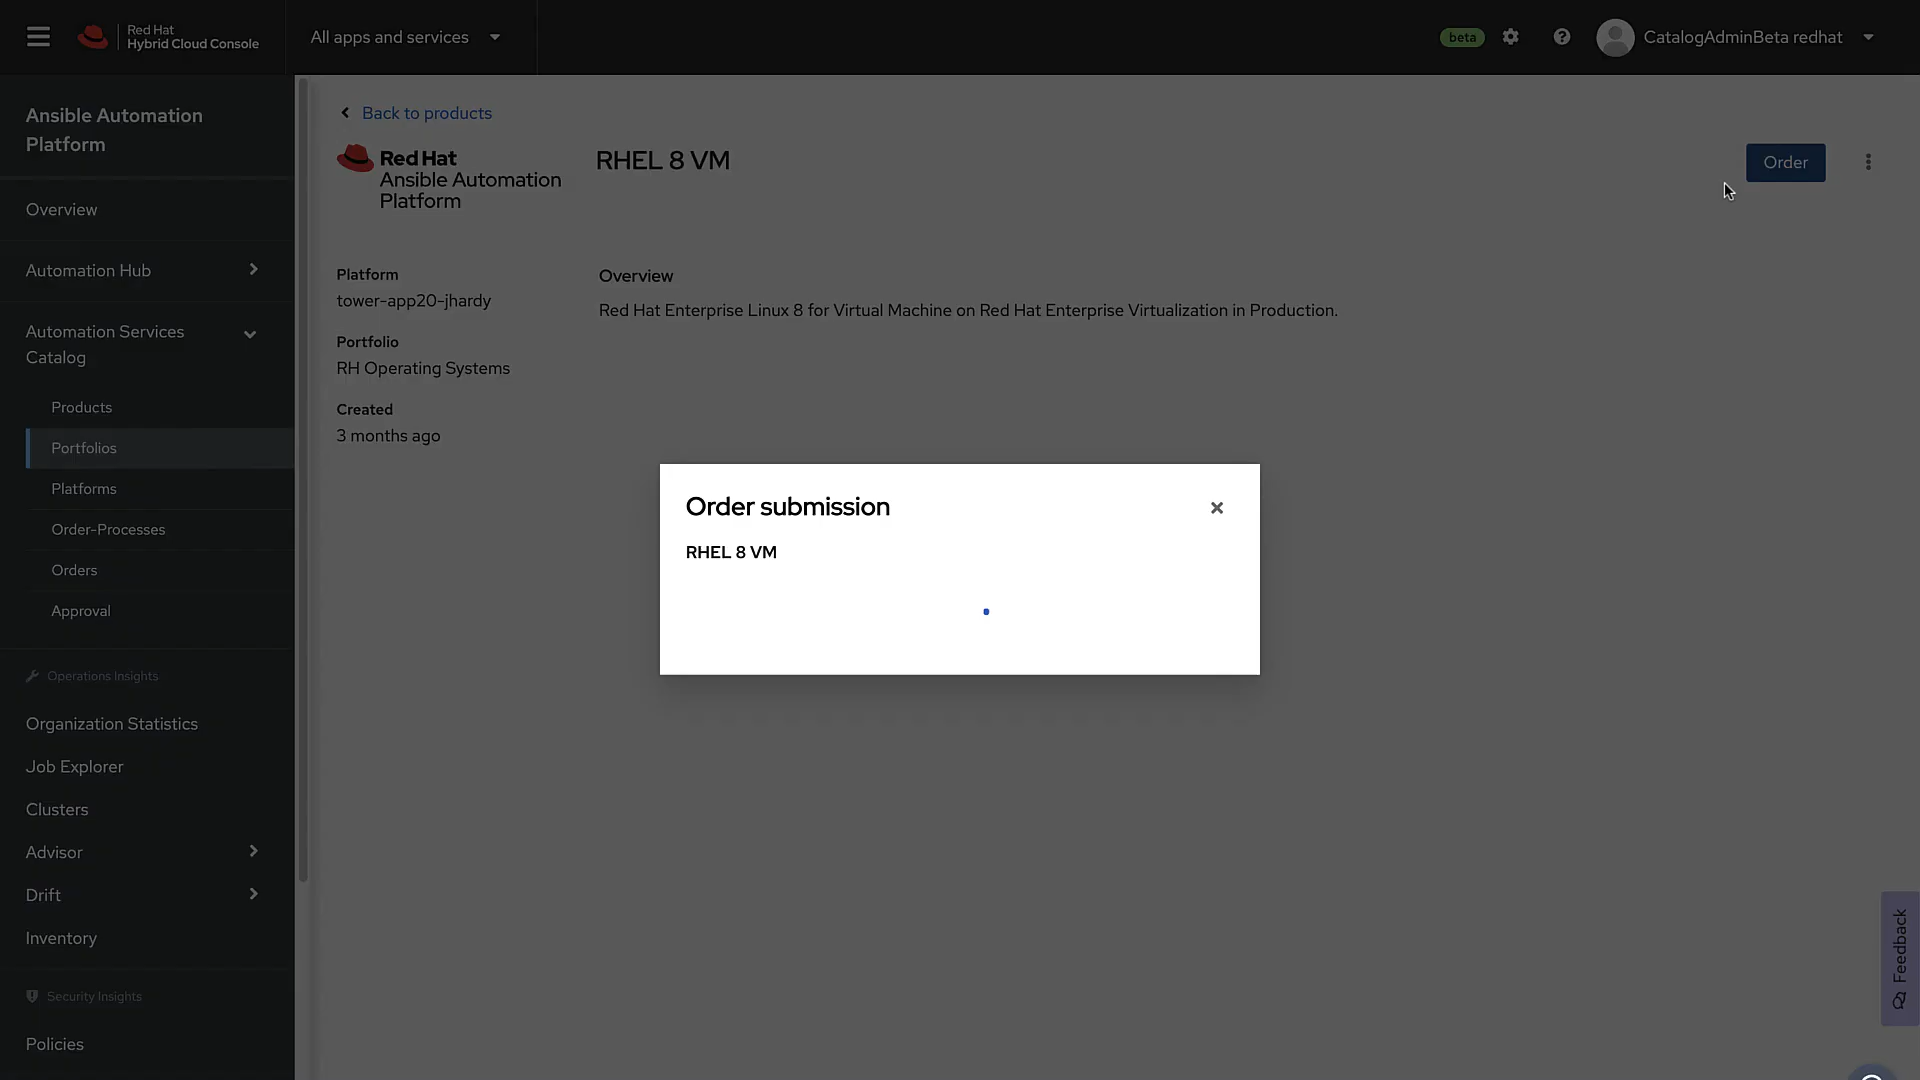 Red Hat
Hybrid Cloud Console
All apps and services
beta
CatalogAdminBeta redhat
Ansible Automation
Platform
Overview
Automation Hub
Automation Services
Catalog
Products
Portfolios
Platforms
Order-Processes
Orders
Approval
Operations Insights
Organization Statistics
Job Explorer
Clusters
Advisor
Drift
Inventory
Security Insights
Policies
Back to products
Red Hat
Ansible Automation
Platform
RHEL 8 VM
Order
Platform
tower-app20-jhardy
Portfolio
RH Operating Systems
Created
3 months ago
Overview
Red Hat Enterprise Linux 8 for Virtual Machine on Red Hat Enterprise Virtualization in Production.
Order submission
RHEL 8 VM
Feedback